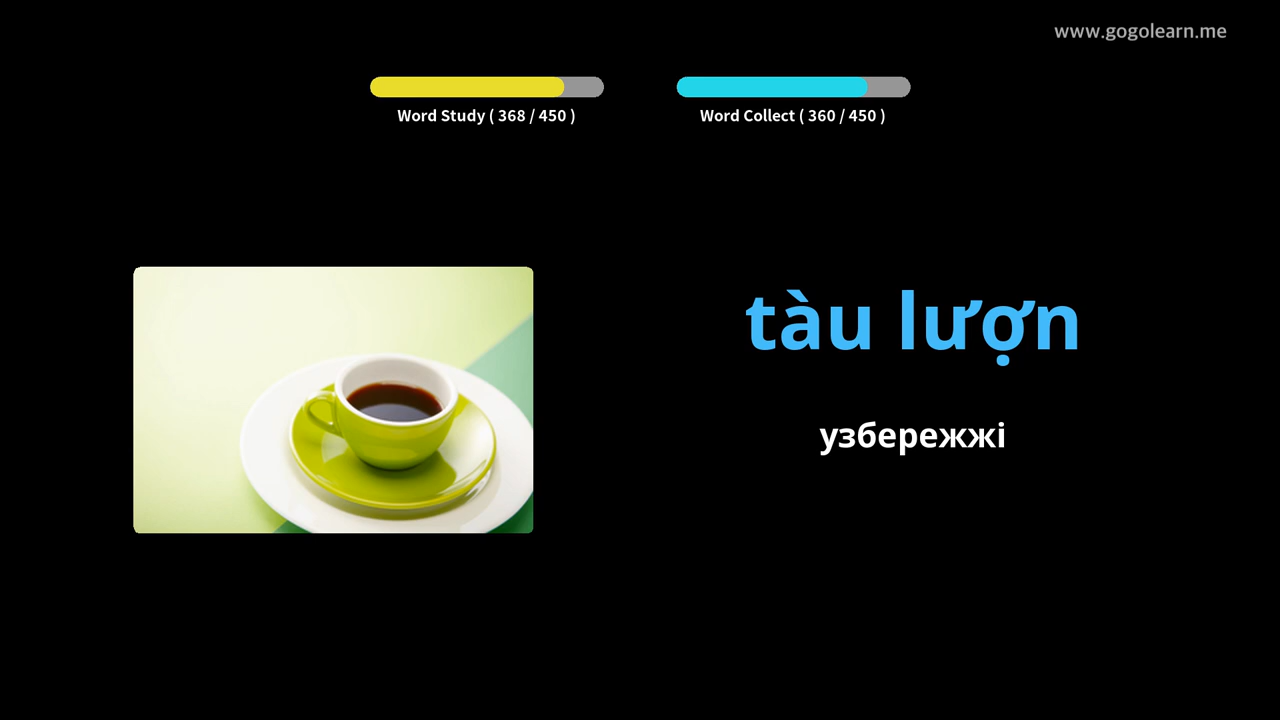 www.gogolearn.me
Word Study ( 368 / 450 )
Word Collect ( 360 / 450 )
tàu lượn
узбережжі